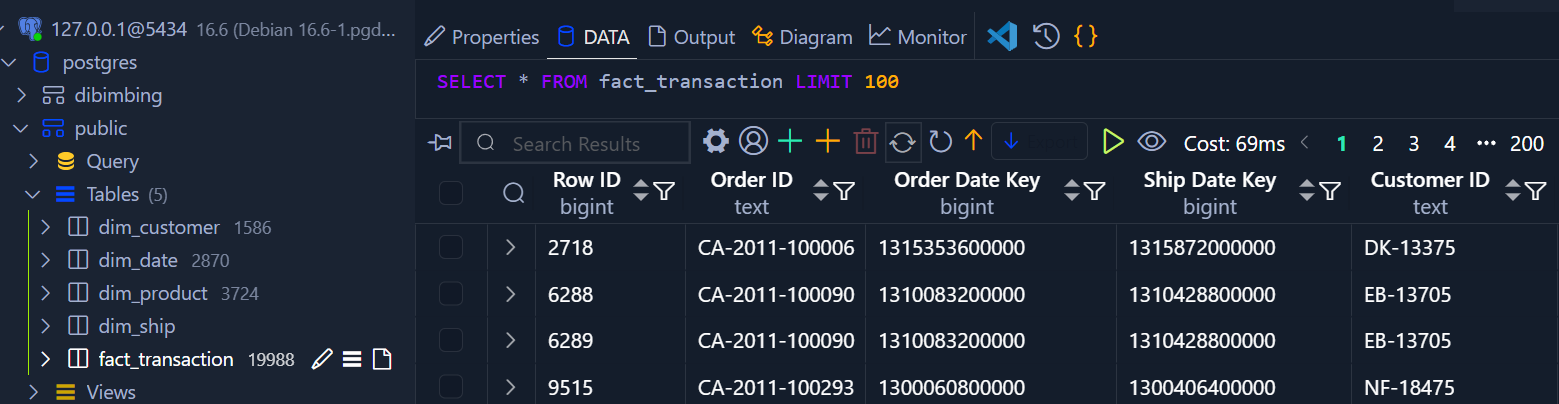 127.0.0.1@5434 16.6 (Debian 16.6-1.pgd...
postgres
dibimbing
public
Query
Tables (5)
dim_customer 1586
dim_date 2870
dim_product 3724
dim_ship
fact_transaction 19988
Views
Properties DATA Output Diagram Monitor { }
SELECT * FROM fact_transaction LIMIT 100
Search Results Cost: 69ms < 1 2 3 4 ··· 200
Row ID Order ID Order Date Key Ship Date Key Customer ID
bigint text bigint bigint text
2718 CA-2011-100006 1315353600000 1315872000000 DK-13375
6288 CA-2011-100090 1310083200000 1310428800000 EB-13705
6289 CA-2011-100090 1310083200000 1310428800000 EB-13705
9515 CA-2011-100293 1300060800000 1300406400000 NF-18475